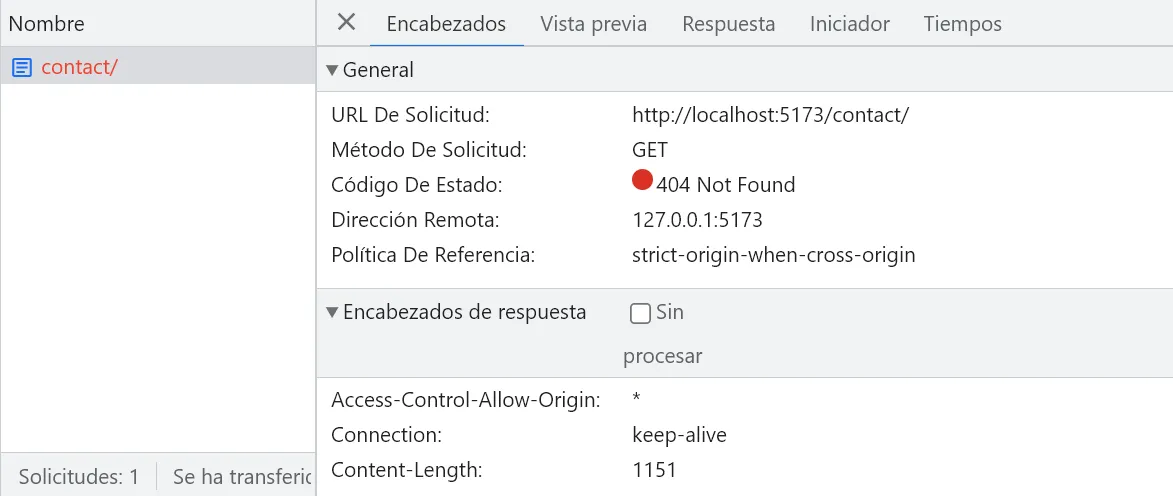 Nombre
Encabezados Vista previa Respuesta Iniciador Tiempos
contact/
General
URL De Solicitud: http://localhost:5173/contact/
Método De Solicitud: GET
Código De Estado: 404 Not Found
Dirección Remota: 127.0.0.1:5173
Política De Referencia: strict-origin-when-cross-origin
Encabezados de respuesta Sin
procesar
Access-Control-Allow-Origin: *
Connection: keep-alive
Content-Length: 1151
Solicitudes: 1 Se ha